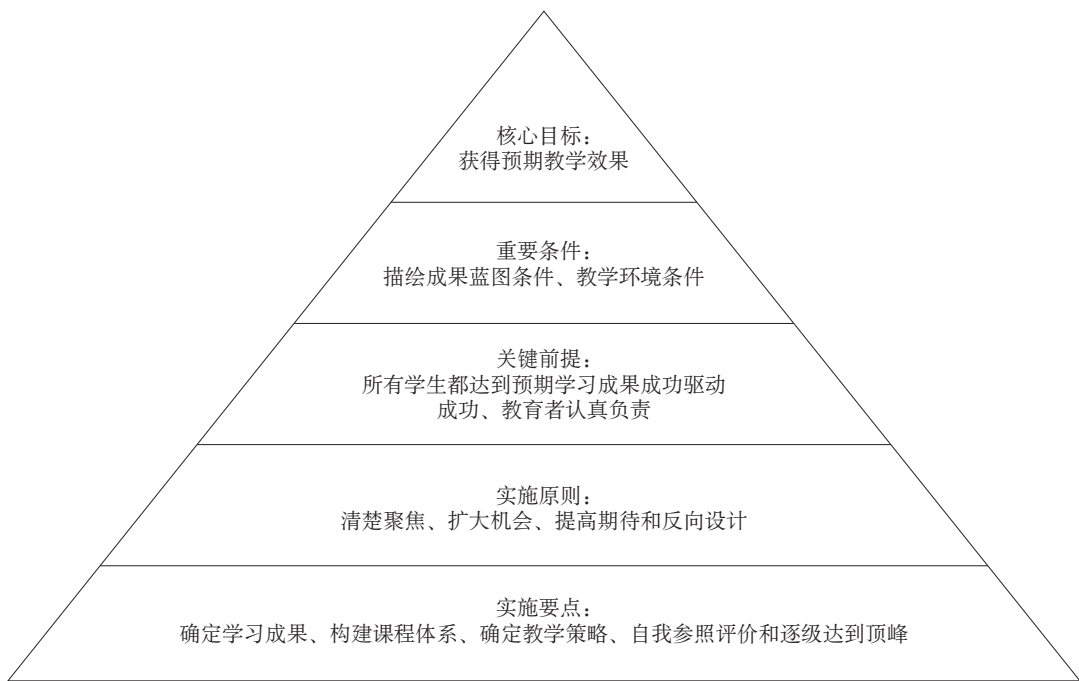 核心目标：
获得预期教学效果
重要条件：
描绘成果蓝图条件、教学环境条件
关键前提：
所有学生都达到预期学习成果成功驱动
成功、教育者认真负责
实施原则：
清楚聚焦、扩大机会、提高期待和反向设计
实施要点：
确定学习成果、构建课程体系、确定教学策略、自我参照评价和逐级达到顶峰